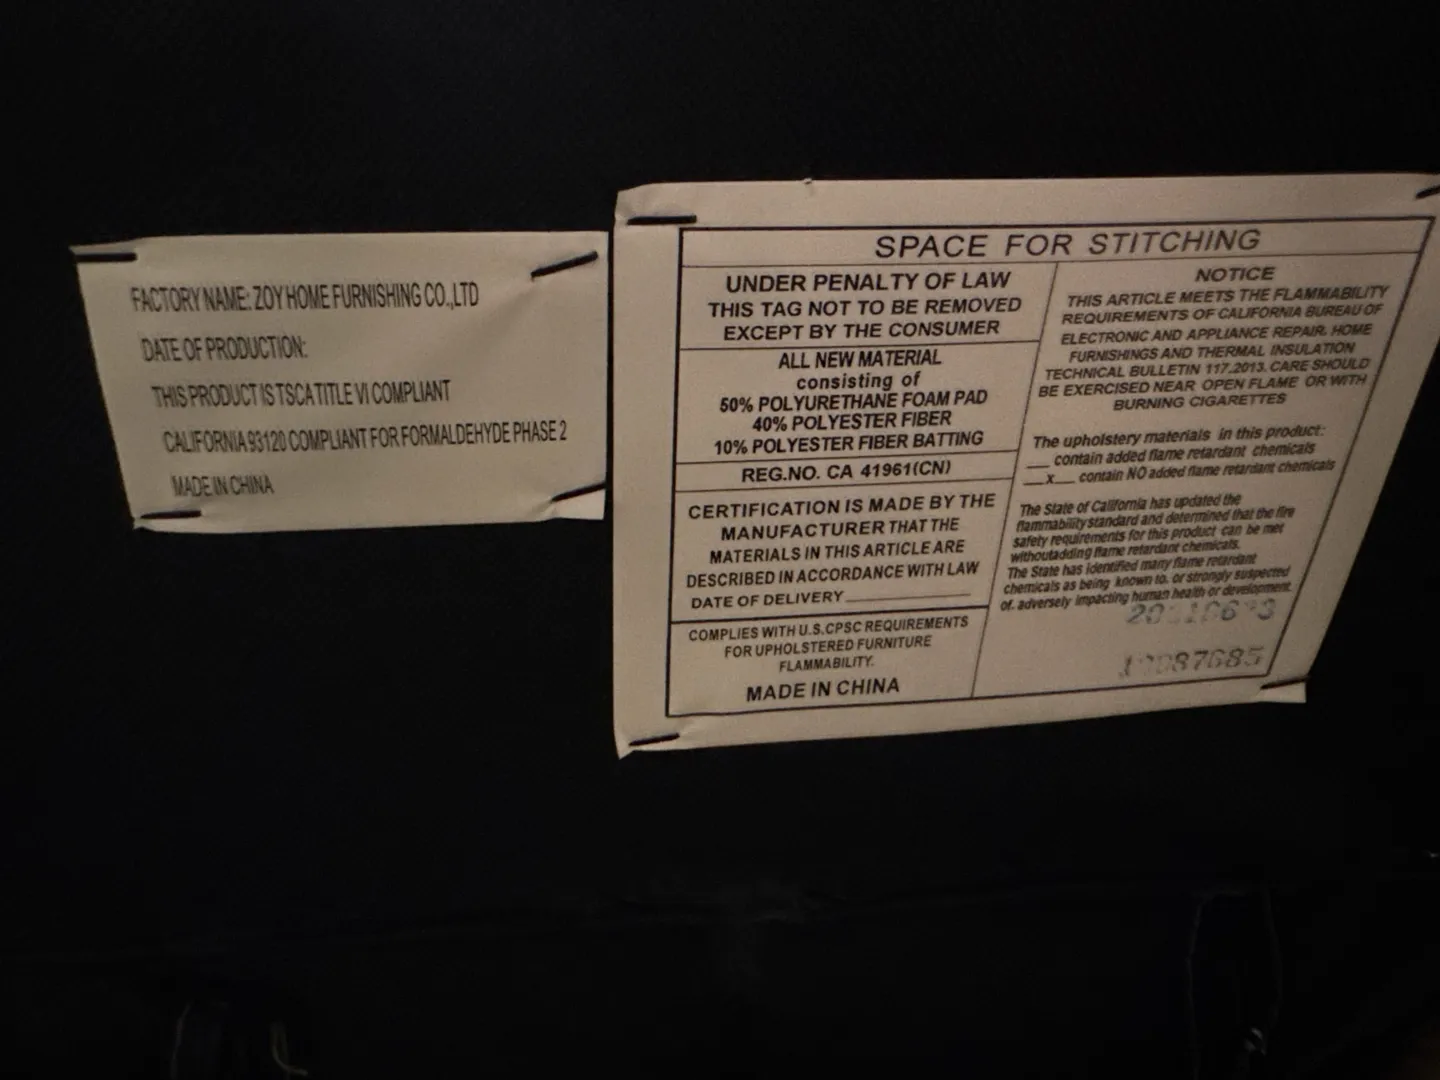 FACTORY NAME: ZOY HOME FURNISHING CO.,LTD
DATE OF PRODUCTION:
THIS PRODUCT IS TSCA TITLE VI COMPLIANT
CALIFORNIA 93120 COMPLIANT FOR FORMALDEHYDE PHASE 2
MADE IN CHINA
SPACE FOR STITCHING
UNDER PENALTY OF LAW
THIS TAG NOT TO BE REMOVED
EXCEPT BY THE CONSUMER
ALL NEW MATERIAL
consisting of
50% POLYURETHANE FOAM PAD
40% POLYESTER FIBER
10% POLYESTER FIBER BATTING
REG.NO. CA 41961(CN)
CERTIFICATION IS MADE BY THE
MANUFACTURER THAT THE
MATERIALS IN THIS ARTICLE ARE
DESCRIBED IN ACCORDANCE WITH LAW
DATE OF DELIVERY
COMPLIES WITH U.S.CPSC REQUIREMENTS
FOR UPHOLSTERED FURNITURE
FLAMMABILITY.
MADE IN CHINA
NOTICE
THIS ARTICLE MEETS THE FLAMMABILITY
REQUIREMENTS OF CALIFORNIA BUREAU OF
ELECTRONIC AND APPLIANCE REPAIR. HOME
FURNISHINGS AND THERMAL INSULATION
TECHNICAL BULLETIN 117.2013. CARE SHOULD
BE EXERCISED NEAR OPEN FLAME OR WITH
BURNING CIGARETTES
The upholstery materials in this product:
___ contain added flame retardant chemicals
__x__ contain NO added flame retardant chemicals
The State of California has updated the
flammability standard and determined that the fire
safety requirements for this product can be met
withoutadding flame retardant chemicals.
The State has identified many flame retardant
chemicals as being known to. or strongly suspected
of. adversely impacting human health or development.